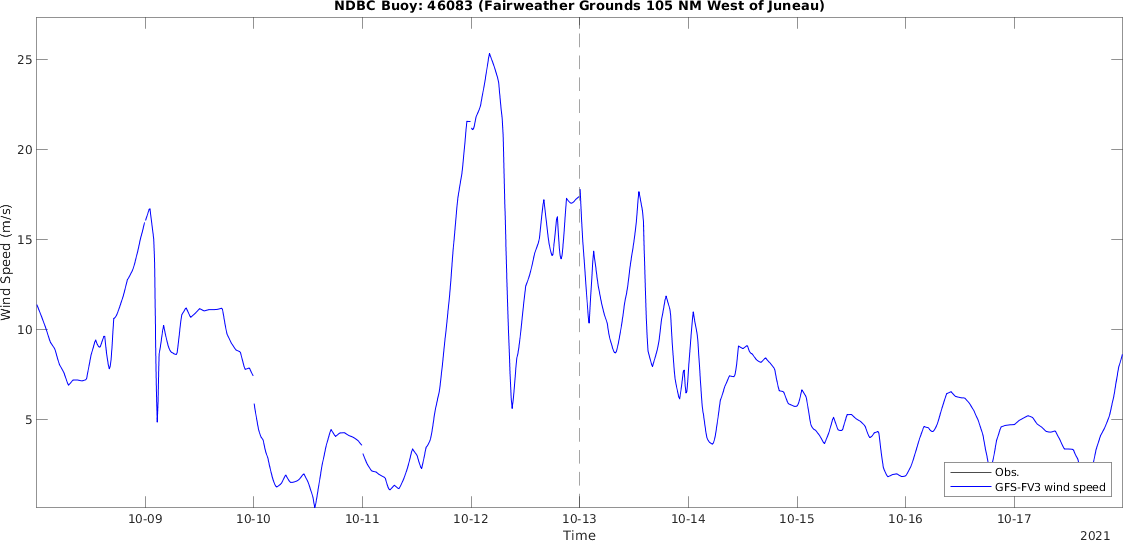 NDBC Buoy: 46083 (Fairweather Grounds 105 NM West of Juneau)
25
20
15
10
5
Wind Speed (m/s)
10-09 10-10 10-11 10-12 10-13 10-14 10-15 10-16 10-17
Time
2021
Obs.
GFS-FV3 wind speed